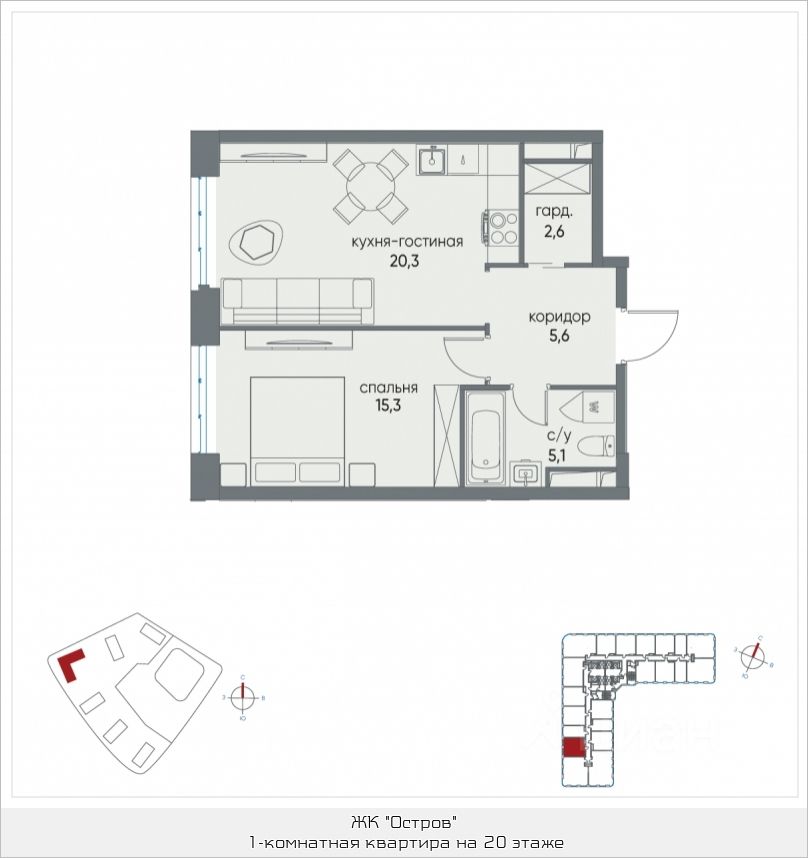 гард.
2,6
кухня-гостиная
20,3
коридор
5,6
спальня
15,3
с/у
5,1
С
З
В
Ю
С
З
В
Ю
циан
ЖК "Остров"
1-комнатная квартира на 20 этаже